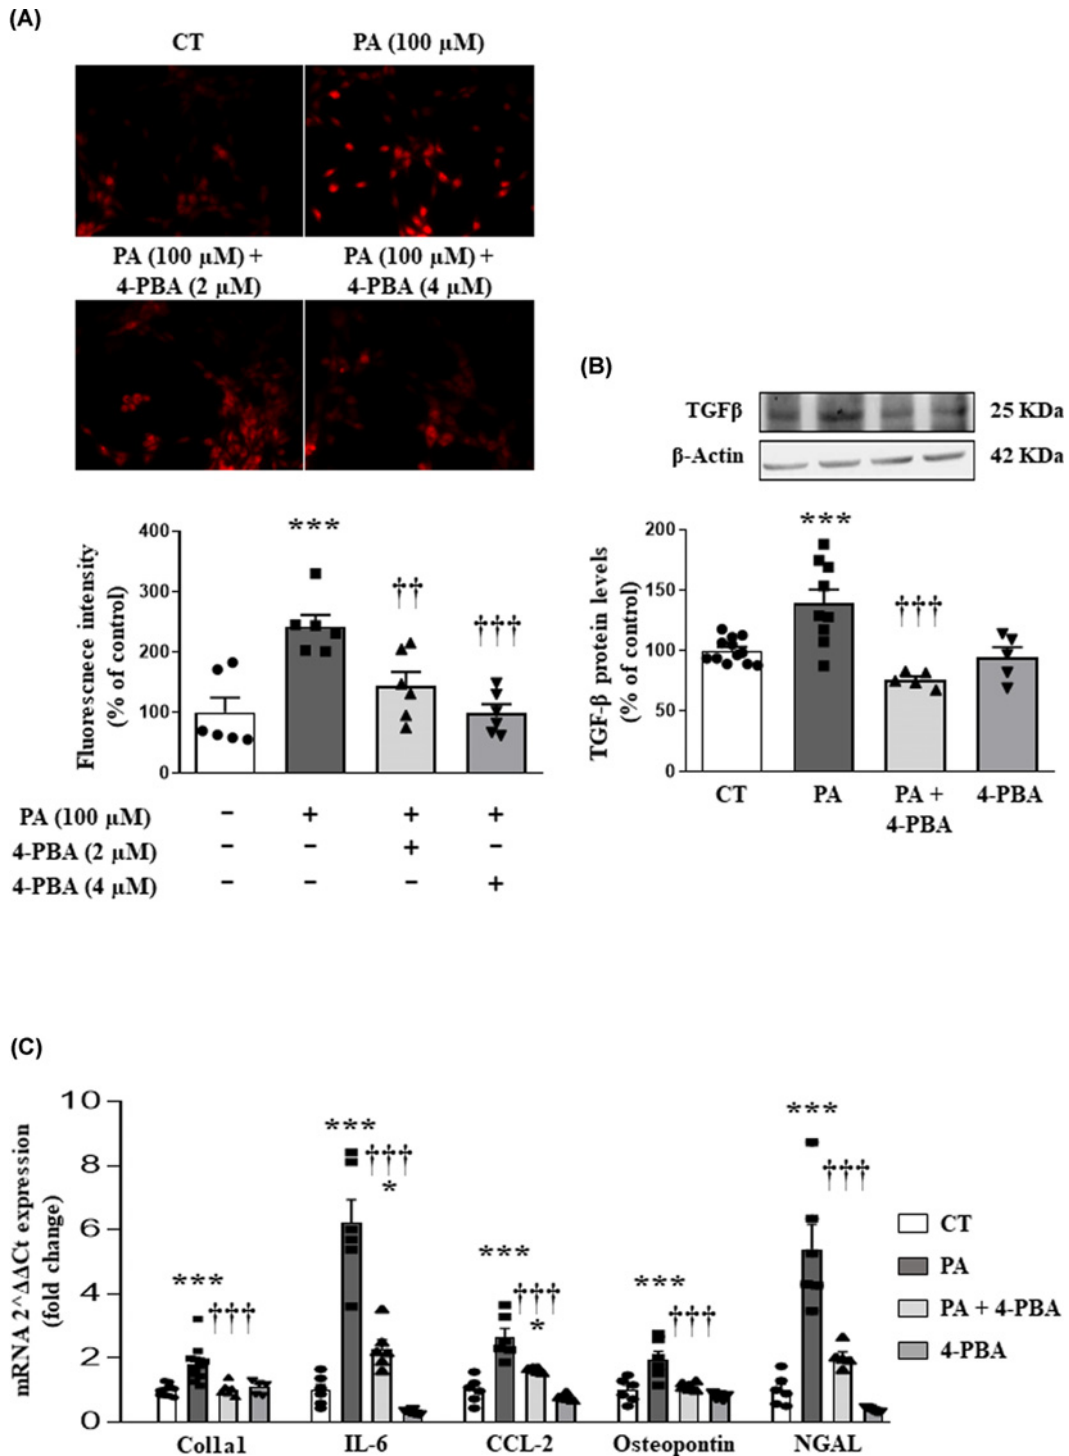 (A)
CT
PA (100 µM)
PA (100 µM) +
4-PBA (2 µM)
PA (100 µM) +
4-PBA (4 µM)
Fluorescnece intensity
(% of control)
400
300
200
100
0
***
††
†††
PA (100 µM) – + + +
4-PBA (2 µM) – – + –
4-PBA (4 µM) – – – +
(B)
TGFβ 25 KDa
β-Actin 42 KDa
TGF-β protein levels
(% of control)
200
150
100
50
0
***
†††
CT
PA
PA +
4-PBA
4-PBA
(C)
mRNA 2^ΔΔCt expression
(fold change)
10
8
6
4
2
0
***
†††
***
†††
*
***
†††
*
***
†††
***
†††
Col1a1
IL-6
CCL-2
Osteopontin
NGAL
CT
PA
PA + 4-PBA
4-PBA